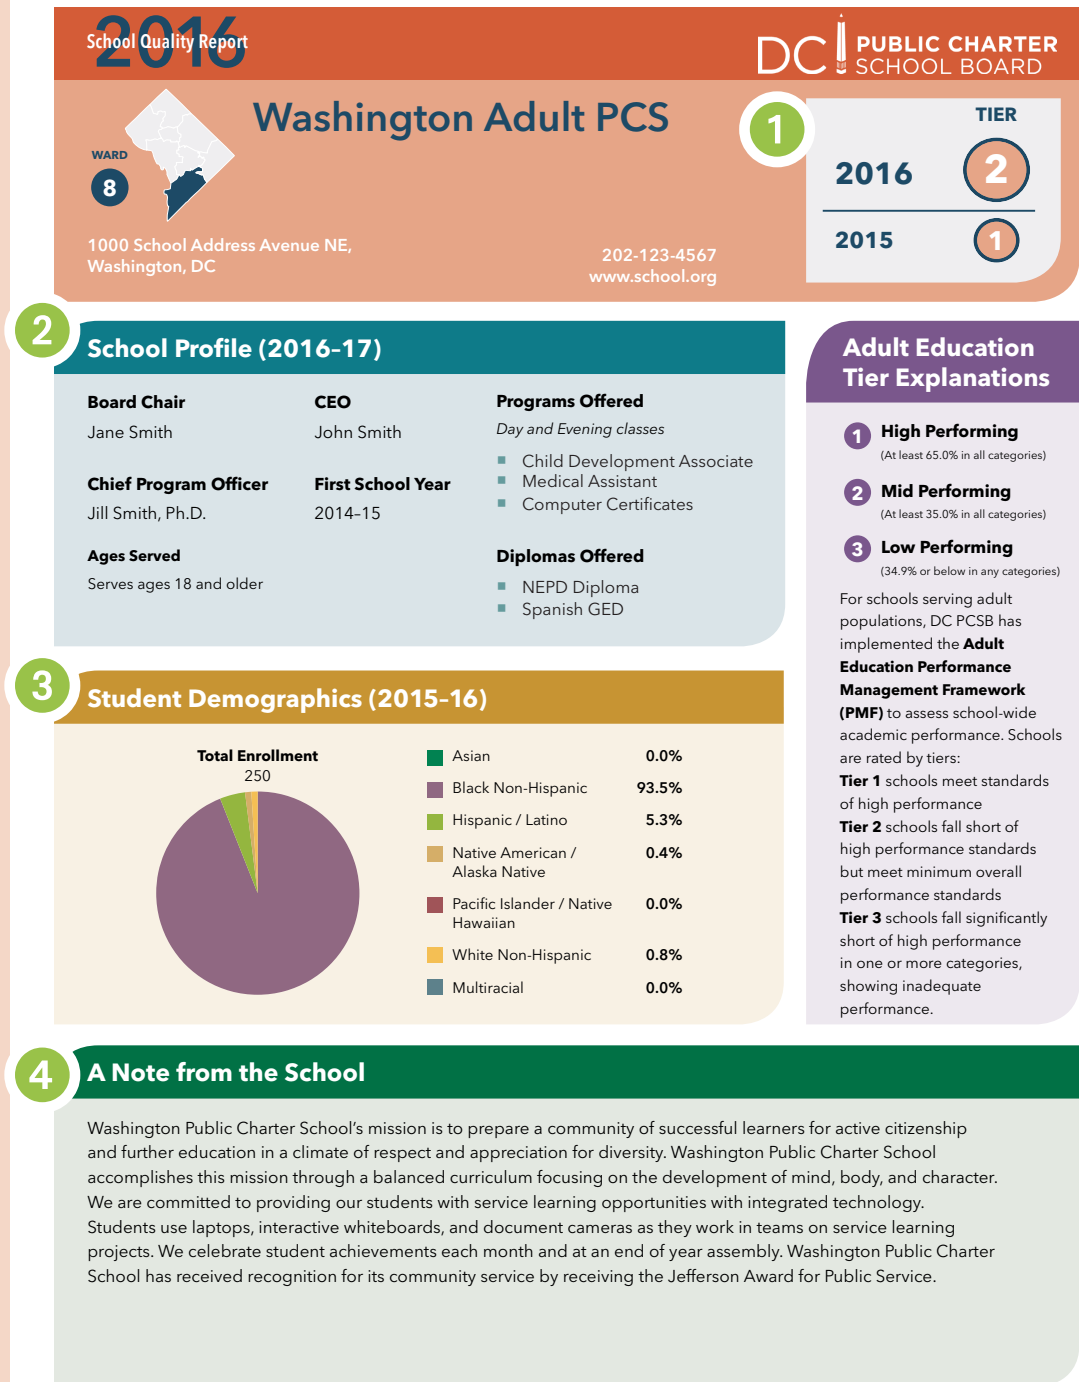 2016
School Quality Report
DC PUBLIC CHARTER
SCHOOL BOARD
Washington Adult PCS
WARD
8
1000 School Address Avenue NE,
Washington, DC
202-123-4567
www.school.org
1
TIER
2016 2
2015 1
2
School Profile (2016–17)
Board Chair
Jane Smith
CEO
John Smith
Chief Program Officer
Jill Smith, Ph.D.
First School Year
2014–15
Ages Served
Serves ages 18 and older
Programs Offered
Day and Evening classes
Child Development Associate
Medical Assistant
Computer Certificates
Diplomas Offered
NEPD Diploma
Spanish GED
Adult Education
Tier Explanations
1 High Performing
(At least 65.0% in all categories)
2 Mid Performing
(At least 35.0% in all categories)
3 Low Performing
(34.9% or below in any categories)
For schools serving adult
populations, DC PCSB has
implemented the Adult
Education Performance
Management Framework
(PMF) to assess school-wide
academic performance. Schools
are rated by tiers:
Tier 1 schools meet standards
of high performance
Tier 2 schools fall short of
high performance standards
but meet minimum overall
performance standards
Tier 3 schools fall significantly
short of high performance
in one or more categories,
showing inadequate
performance.
3
Student Demographics (2015–16)
Total Enrollment
250
Asian 0.0%
Black Non-Hispanic 93.5%
Hispanic / Latino 5.3%
Native American / 0.4%
Alaska Native
Pacific Islander / Native 0.0%
Hawaiian
White Non-Hispanic 0.8%
Multiracial 0.0%
4
A Note from the School
Washington Public Charter School’s mission is to prepare a community of successful learners for active citizenship
and further education in a climate of respect and appreciation for diversity. Washington Public Charter School
accomplishes this mission through a balanced curriculum focusing on the development of mind, body, and character.
We are committed to providing our students with service learning opportunities with integrated technology.
Students use laptops, interactive whiteboards, and document cameras as they work in teams on service learning
projects. We celebrate student achievements each month and at an end of year assembly. Washington Public Charter
School has received recognition for its community service by receiving the Jefferson Award for Public Service.